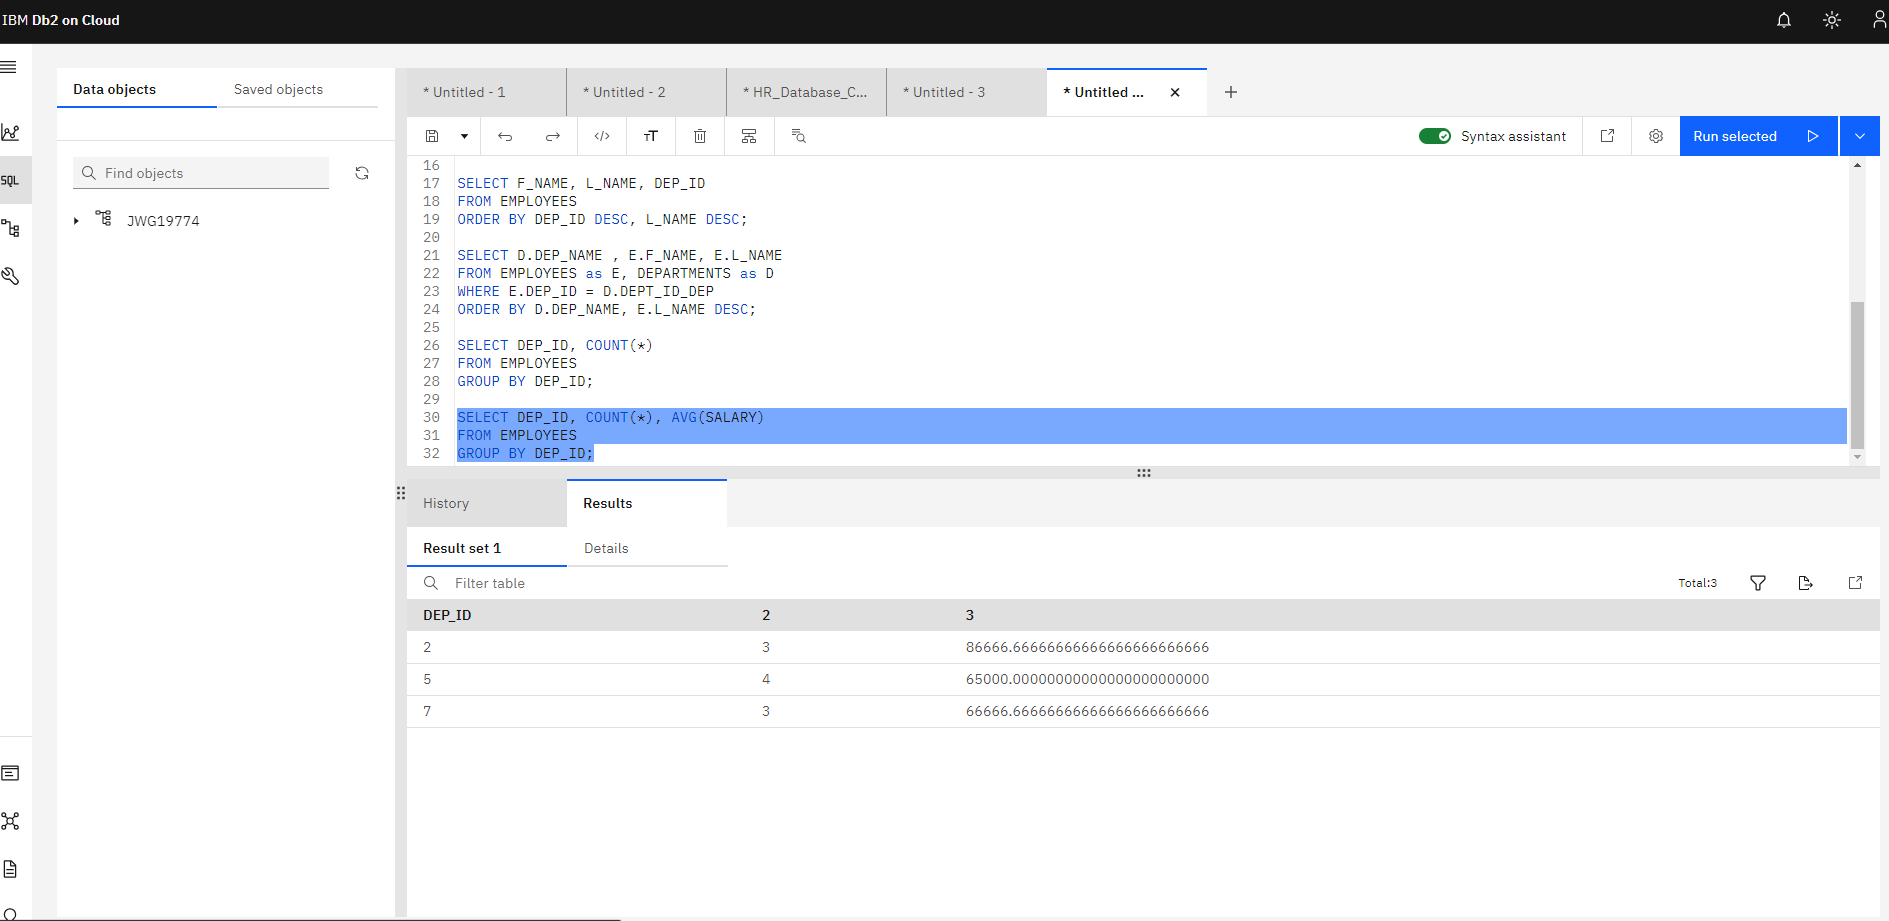 IBM Db2 on Cloud
Data objects
Saved objects
* Untitled - 1
* Untitled - 2
* HR_Database_C...
* Untitled - 3
* Untitled ...
Syntax assistant
Run selected
SQL
Find objects
JWG19774
16
17 SELECT F_NAME, L_NAME, DEP_ID
18 FROM EMPLOYEES
19 ORDER BY DEP_ID DESC, L_NAME DESC;
20
21 SELECT D.DEP_NAME , E.F_NAME, E.L_NAME
22 FROM EMPLOYEES as E, DEPARTMENTS as D
23 WHERE E.DEP_ID = D.DEPT_ID_DEP
24 ORDER BY D.DEP_NAME, E.L_NAME DESC;
25
26 SELECT DEP_ID, COUNT(*)
27 FROM EMPLOYEES
28 GROUP BY DEP_ID;
29
30 SELECT DEP_ID, COUNT(*), AVG(SALARY)
31 FROM EMPLOYEES
32 GROUP BY DEP_ID;
History
Results
Result set 1
Details
Filter table
Total:3
DEP_ID 2 3
2 3 86666.66666666666666666666666
5 4 65000.00000000000000000000000
7 3 66666.66666666666666666666666